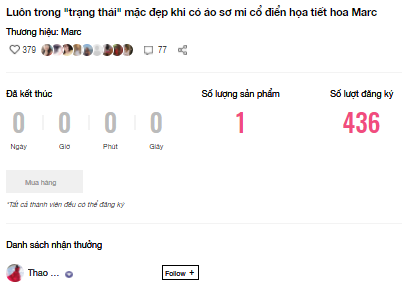 Luôn trong "trạng thái" mặc đẹp khi có áo sơ mi cổ điển họa tiết hoa Marc
Thương hiệu: Marc
379 77
Đã kết thúc Số lượng sản phẩm Số lượt đăng ký
0 0 0 0 1 436
Ngày Giờ Phút Giây
Mua hàng
*Tất cả thành viên đều có thể đăng ký
Danh sách nhận thưởng
Thao ... Follow +